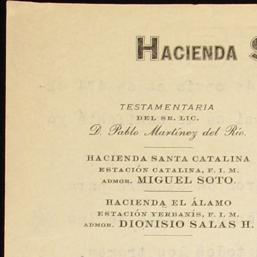 HACIENDA S
TESTAMENTARIA
DEL SR. LIC.
D. Pablo Martínez del Río.
HACIENDA SANTA CATALINA
ESTACIÓN CATALINA, F. I. M.
ADMOR. MIGUEL SOTO.
HACIENDA EL ÁLAMO
ESTACIÓN YERBANÍS, F. I. M.
ADMOR. DIONISIO SALAS H.